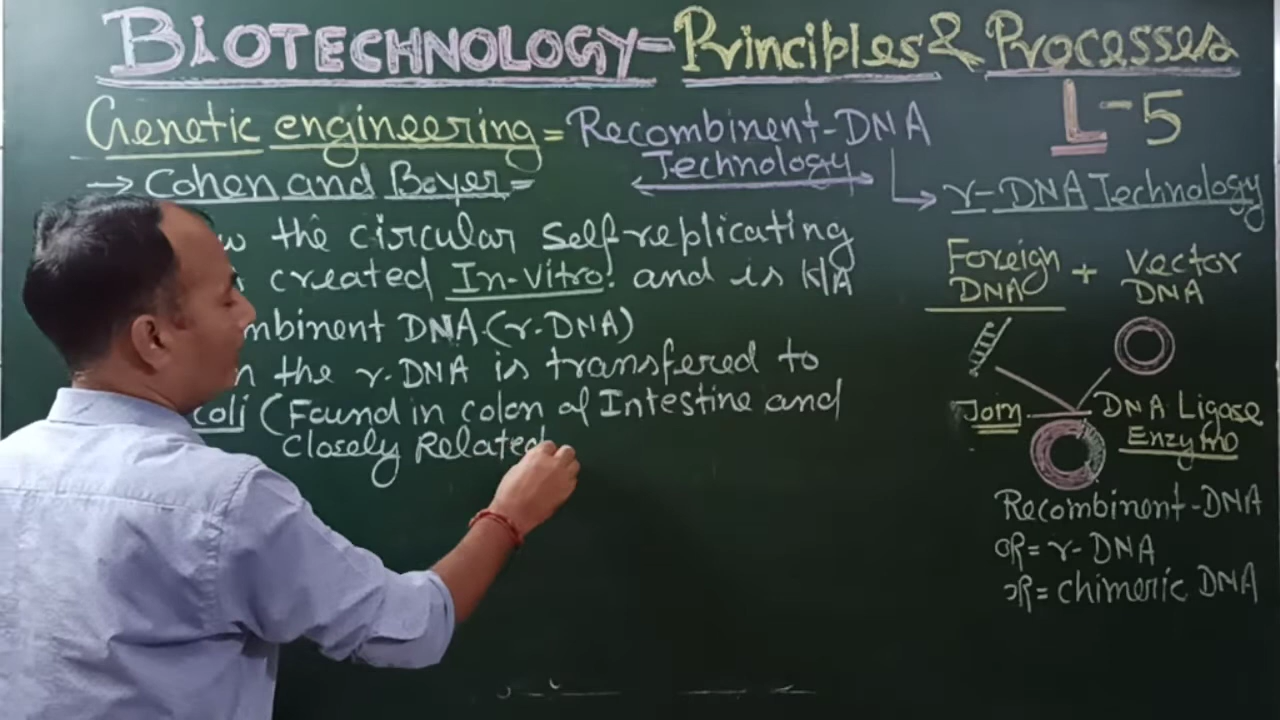 BIOTECHNOLOGY-Principles & Processes
L-5
Genetic engineering = Recombinent-DNA
Technology
→ Cohen and Boyer =
→ r-DNA Technology
w the circular self-replicating
created In-vitro. and is K/A
mbinent DNA (r-DNA)
n the r.DNA is transfered to
coli (Found in colon of Intestine and
closely Related
Foreign DNA + Vector DNA
Join
DNA Ligase
Enzyme
Recombinent-DNA
OR = r-DNA
OR = chimeric DNA